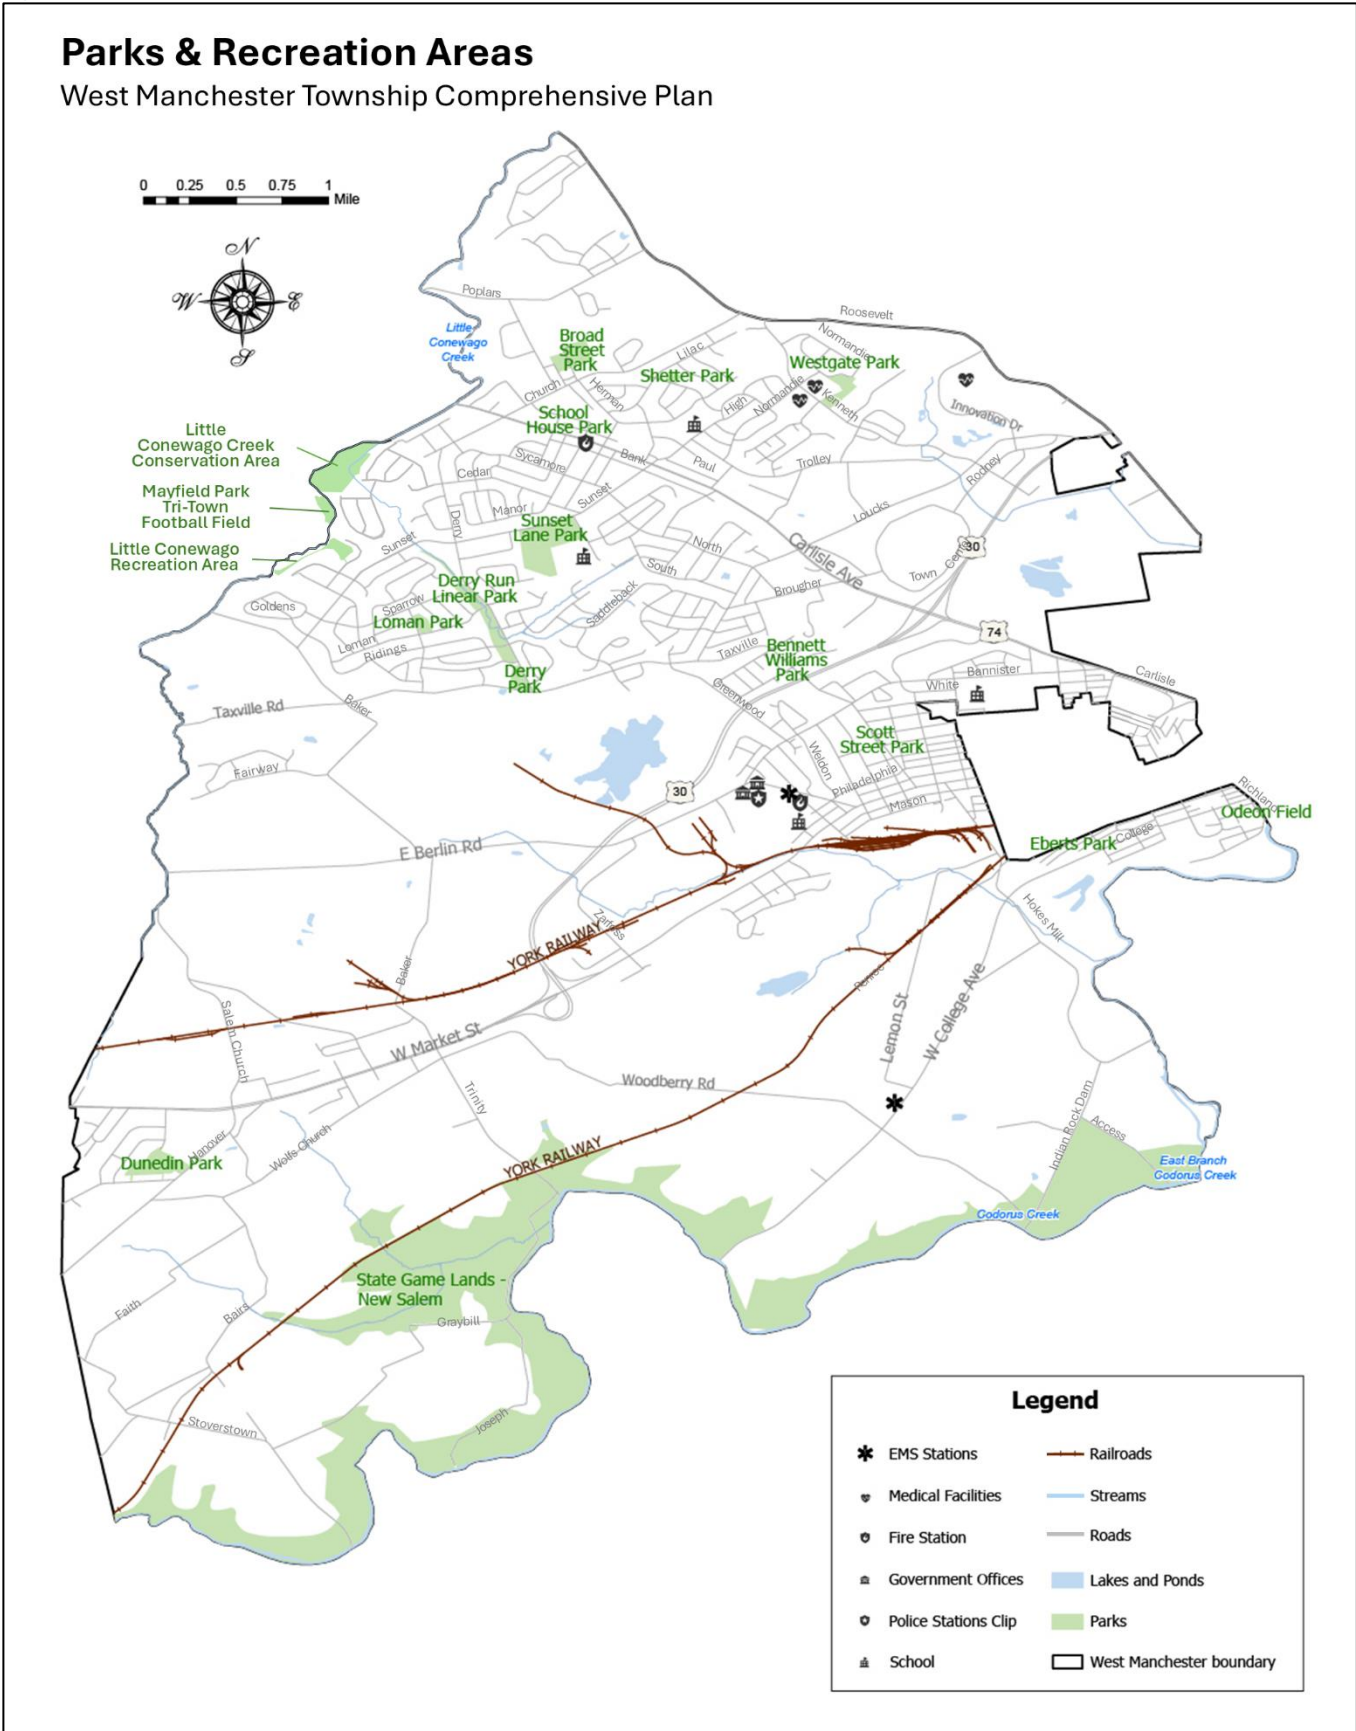 Parks & Recreation Areas
West Manchester Township Comprehensive Plan
0 0.25 0.5 0.75 1
Mile
N
W E
S
Poplars
Roosevelt
Little
Conewago
Creek
Broad
Street
Park
Lilac
Normandie
Westgate Park
Shetter Park
Church
Herman
High
Normandie
Kenneth
Innovation Dr
School
House Park
Little
Conewago Creek
Conservation Area
Sycamore
Bank
Paul
Trolley
Cedar
Rodney
Mayfield Park
Tri-Town
Football Field
Sunset
Manor
Derry
Loucks
Sunset
Lane Park
Sunset
North
Carlisle Ave
30
Center
Little Conewago
Recreation Area
South
Town
Brougher
Derry Run
Linear Park
Saddleback
Goldens
Sparrow
Loman Park
74
Loman
Ridings
Taxville
Bennett
Williams
Park
Bannister
Carlisle
White
Derry
Park
Greenwood
Taxville Rd
Baker
Scott
Street Park
Weldon
Fairway
Philadelphia
30
Mason
Richland
Odeon Field
College
Eberts Park
E Berlin Rd
Hokes Mill
Zarfoss
YORK RAILWAY
Baker
Lemon St
W College Ave
Salem Church
W Market St
Woodberry Rd
Trinity
Indian Rock Dam
Access
Hanover
Wolfs Church
YORK RAILWAY
Dunedin Park
East Branch
Godorus Creek
Godorus Creek
State Game Lands -
New Salem
Faith
Bairs
Graybill
Joseph
Stoverstown
Legend
EMS Stations
Railroads
Medical Facilities
Streams
Fire Station
Roads
Government Offices
Lakes and Ponds
Police Stations Clip
Parks
School
West Manchester boundary